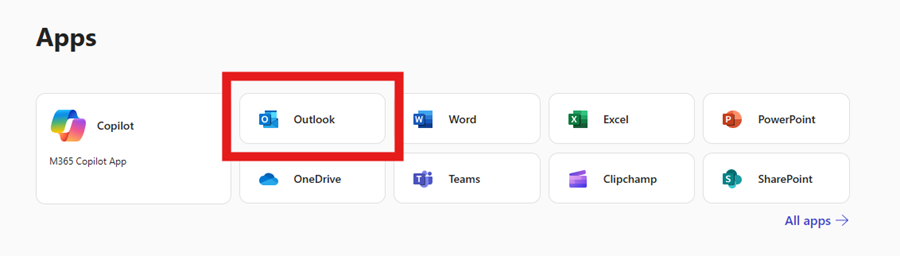 Apps
Copilot
M365 Copilot App
Outlook
Word
Excel
PowerPoint
OneDrive
Teams
Clipchamp
SharePoint
All apps